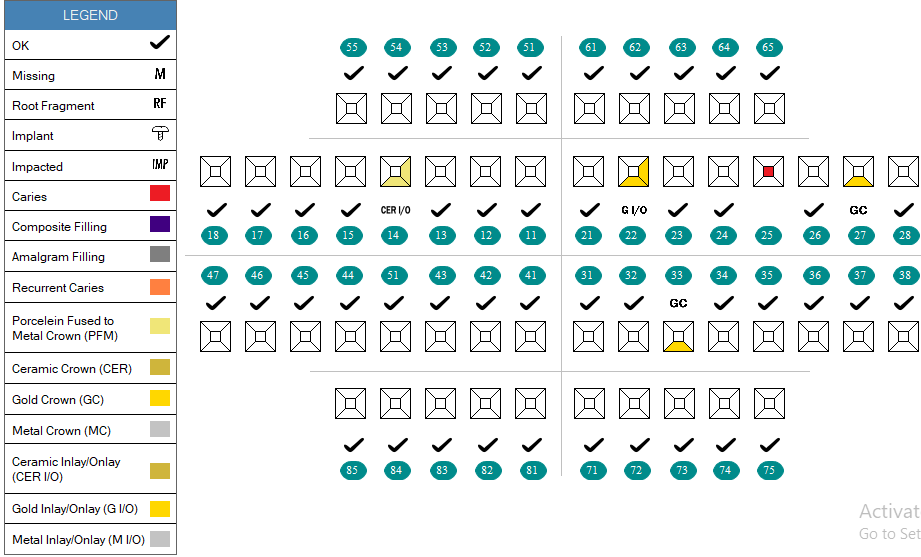 LEGEND
OK
Missing M
Root Fragment RF
Implant
Impacted IMP
Caries
Composite Filling
Amalgram Filling
Recurrent Caries
Porcelein Fused to
Metal Crown (PFM)
Ceramic Crown (CER)
Gold Crown (GC)
Metal Crown (MC)
Ceramic Inlay/Onlay
(CER I/O)
Gold Inlay/Onlay (G I/O)
Metal Inlay/Onlay (M I/O)
55 54 53 52 51 61 62 63 64 65
CER I/O G I/O GC
18 17 16 15 14 13 12 11 21 22 23 24 25 26 27 28
47 46 45 44 51 43 42 41 31 32 33 34 35 36 37 38
GC
85 84 83 82 81 71 72 73 74 75
Activat
Go to Set